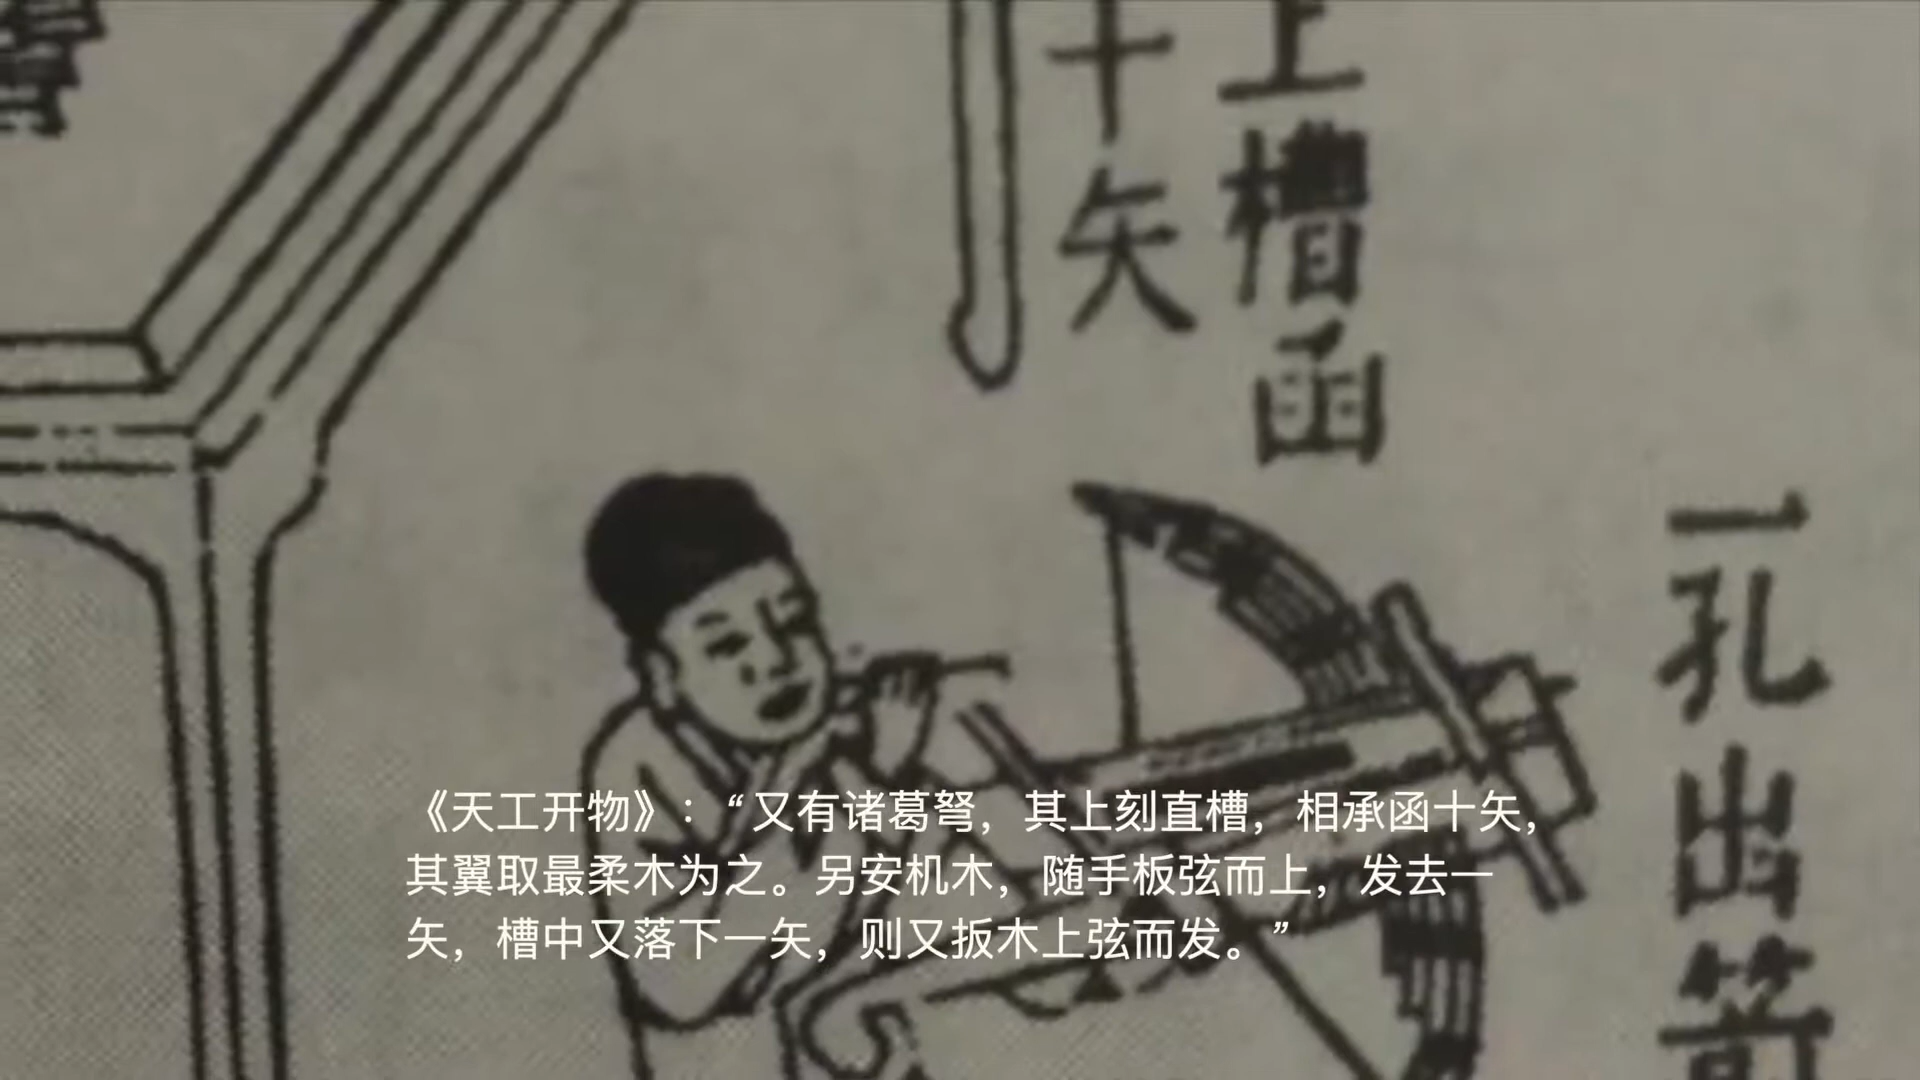 上槽函
十矢
一孔出箭
《天工开物》：“又有诸葛弩，其上刻直槽，相承函十矢，
其翼取最柔木为之。另安机木，随手板弦而上，发去一
矢，槽中又落下一矢，则又扳木上弦而发。”